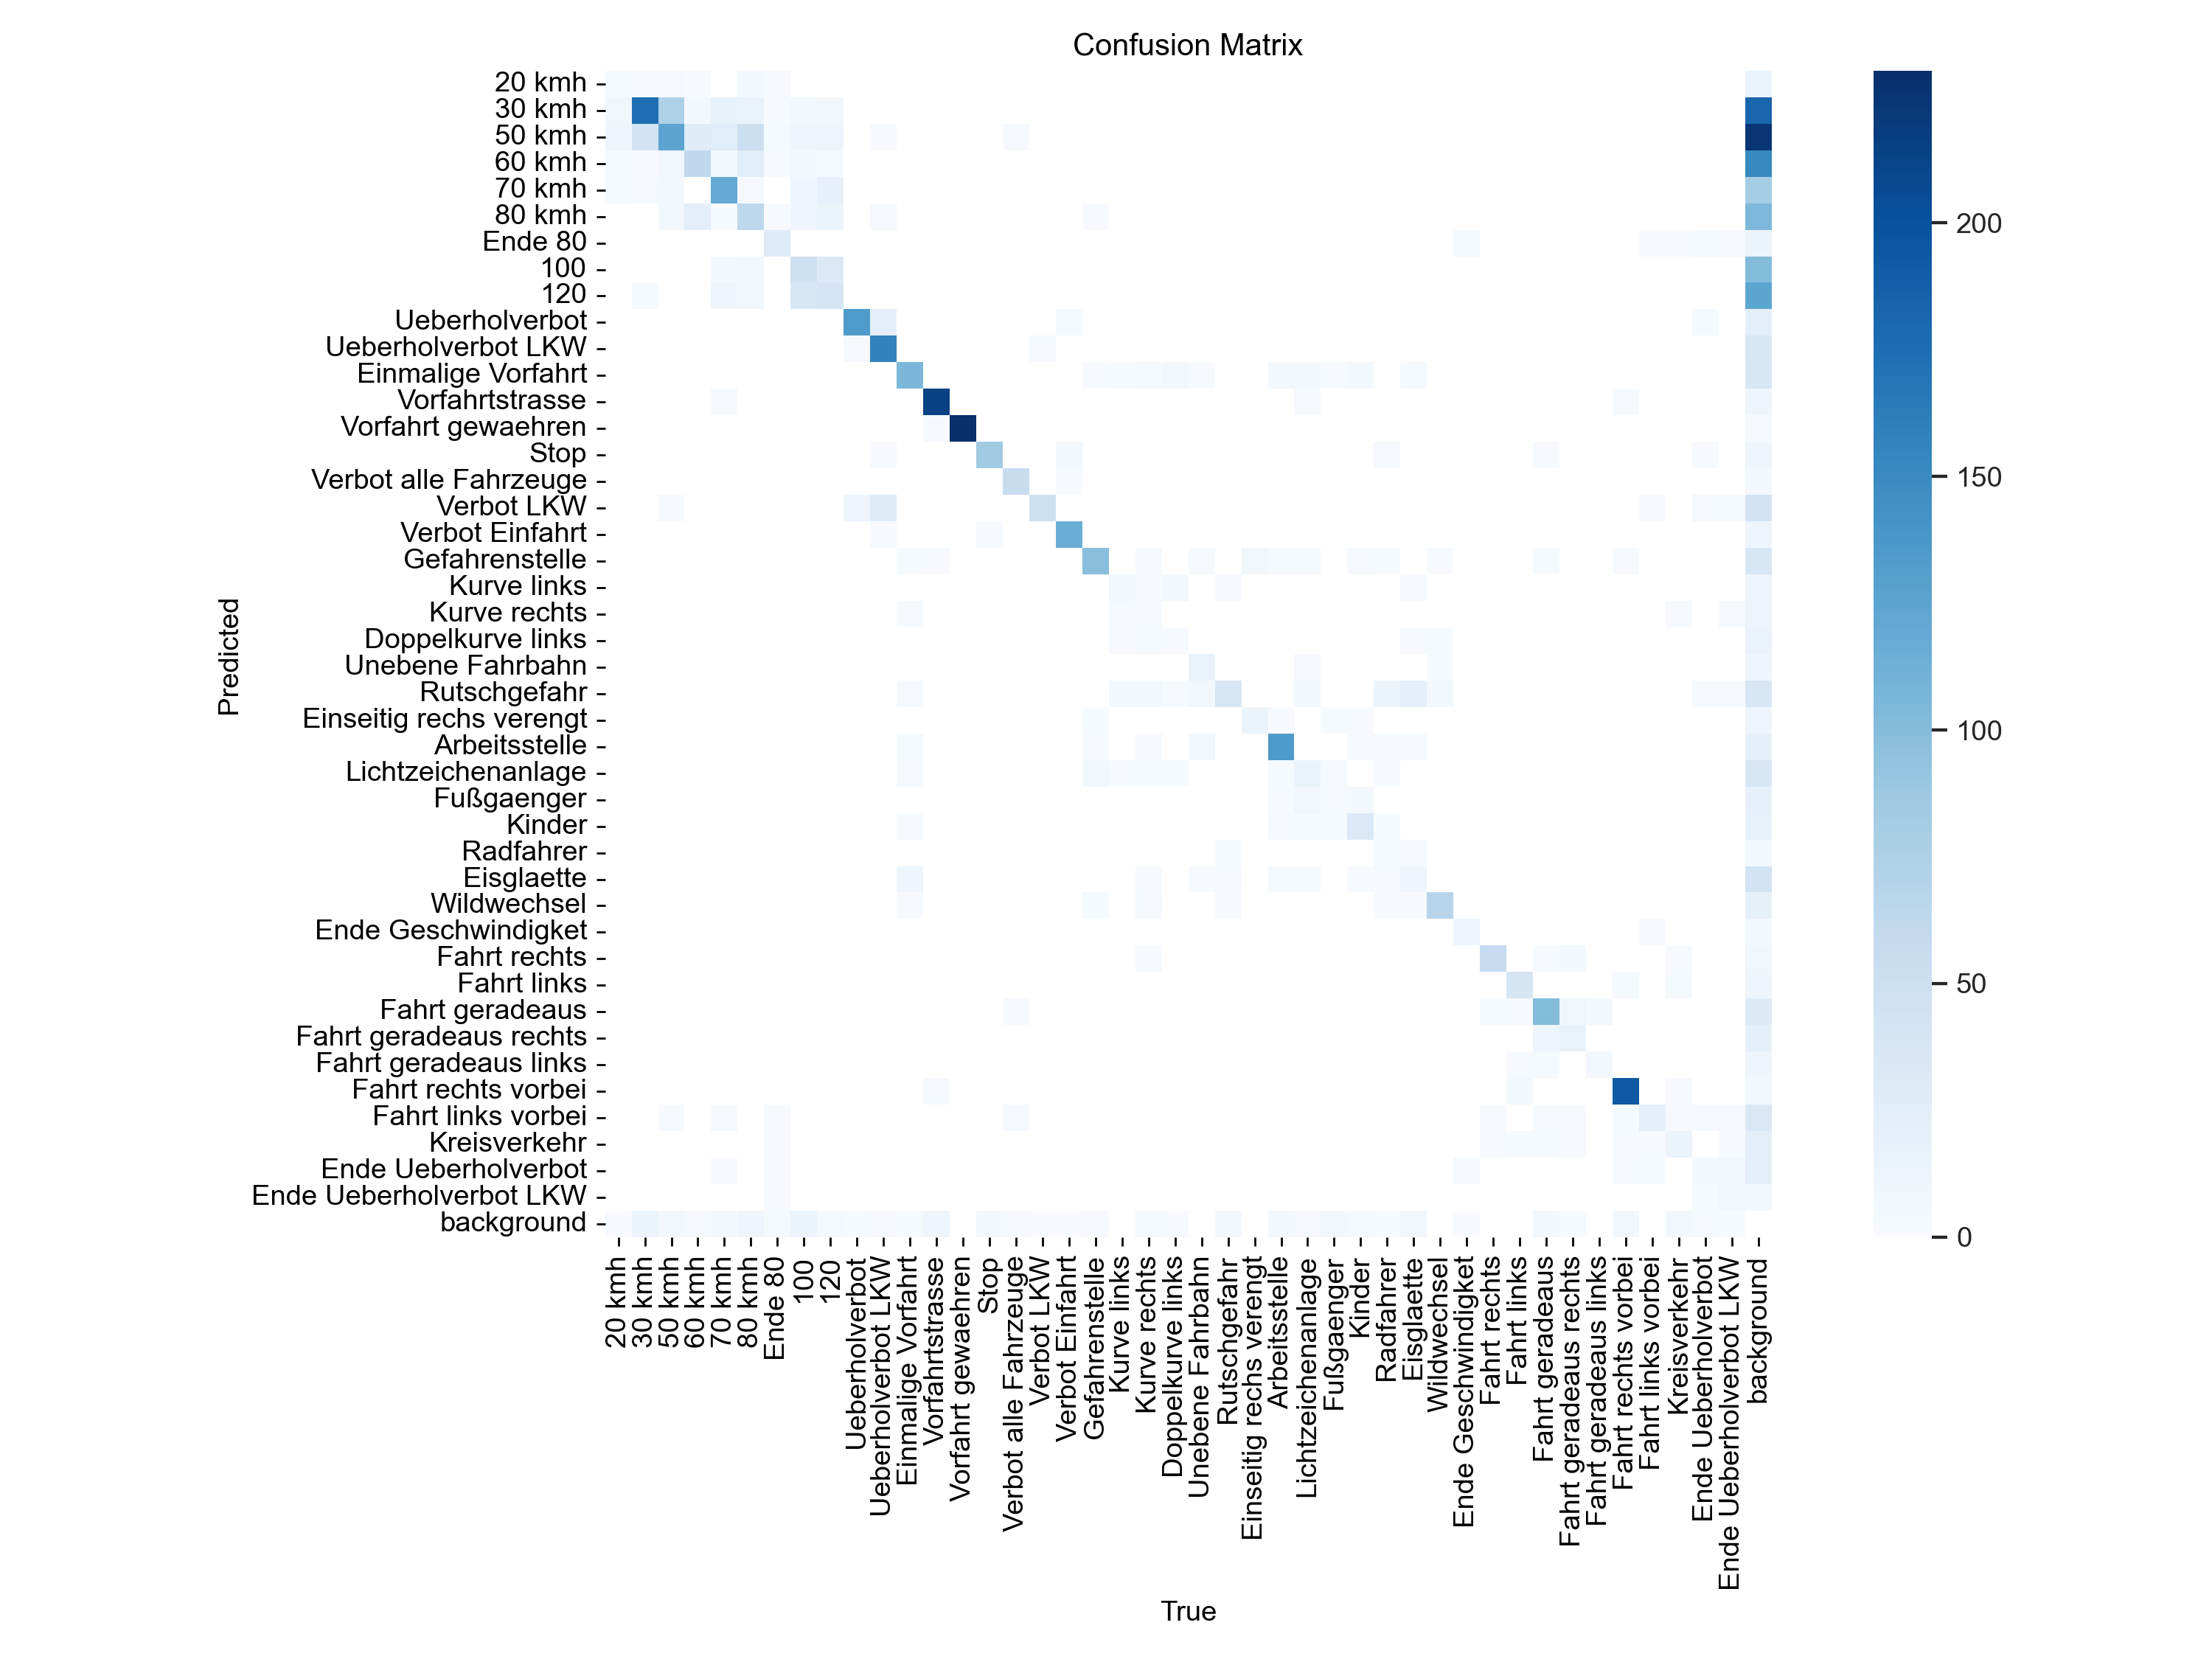 Confusion Matrix
20 kmh
30 kmh
50 kmh
60 kmh
70 kmh
80 kmh
Ende 80
100
120
Ueberholverbot
Ueberholverbot LKW
Einmalige Vorfahrt
Vorfahrtstrasse
Vorfahrt gewaehren
Stop
Verbot alle Fahrzeuge
Verbot LKW
Verbot Einfahrt
Gefahrenstelle
Kurve links
Kurve rechts
Doppelkurve links
Unebene Fahrbahn
Rutschgefahr
Einseitig rechs verengt
Arbeitsstelle
Lichtzeichenanlage
Fußgaenger
Kinder
Radfahrer
Eisglaette
Wildwechsel
Ende Geschwindigket
Fahrt rechts
Fahrt links
Fahrt geradeaus
Fahrt geradeaus rechts
Fahrt geradeaus links
Fahrt rechts vorbei
Fahrt links vorbei
Kreisverkehr
Ende Ueberholverbot
Ende Ueberholverbot LKW
background
Predicted
20 kmh
30 kmh
50 kmh
60 kmh
70 kmh
80 kmh
Ende 80
100
120
Ueberholverbot
Ueberholverbot LKW
Einmalige Vorfahrt
Vorfahrtstrasse
Vorfahrt gewaehren
Stop
Verbot alle Fahrzeuge
Verbot LKW
Verbot Einfahrt
Gefahrenstelle
Kurve links
Kurve rechts
Doppelkurve links
Unebene Fahrbahn
Rutschgefahr
Einseitig rechs verengt
Arbeitsstelle
Lichtzeichenanlage
Fußgaenger
Kinder
Radfahrer
Eisglaette
Wildwechsel
Ende Geschwindigket
Fahrt rechts
Fahrt links
Fahrt geradeaus
Fahrt geradeaus rechts
Fahrt geradeaus links
Fahrt rechts vorbei
Fahrt links vorbei
Kreisverkehr
Ende Ueberholverbot
Ende Ueberholverbot LKW
background
True
200
150
100
50
0